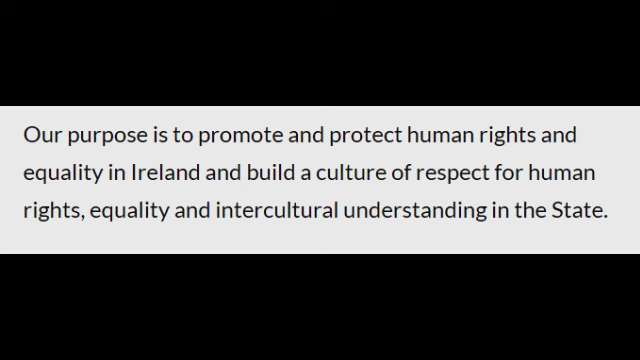 Our purpose is to promote and protect human rights and
equality in Ireland and build a culture of respect for human
rights, equality and intercultural understanding in the State.